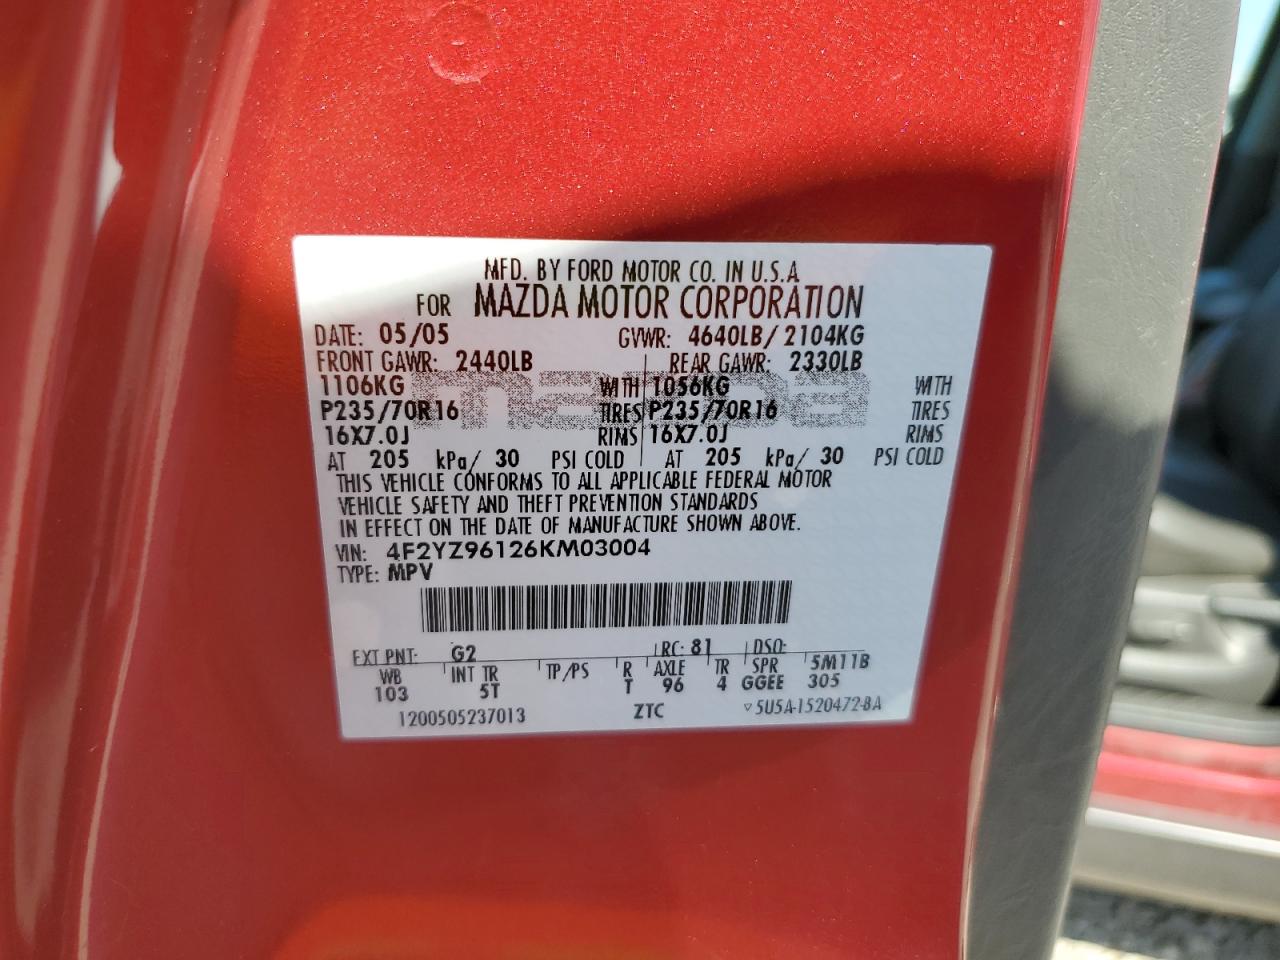 MFD. BY FORD MOTOR CO. IN U.S.A
FOR MAZDA MOTOR CORPORATION
DATE: 05/05 GVWR: 4640LB/ 2104KG
FRONT GAWR: 2440LB REAR GAWR: 2330LB
1106KG WITH 1056KG WITH
P235/70R16 TIRES P235/70R16 TIRES
16X7.0J RIMS 16X7.0J RIMS
AT 205 kPa/ 30 PSI COLD AT 205 kPa/ 30 PSI COLD
THIS VEHICLE CONFORMS TO ALL APPLICABLE FEDERAL MOTOR
VEHICLE SAFETY AND THEFT PREVENTION STANDARDS
IN EFFECT ON THE DATE OF MANUFACTURE SHOWN ABOVE.
VIN: 4F2YZ96126KM03004
TYPE: MPV
EXT PNT: G2 RC: 81 DSO:
WB INT TR TP/PS R AXLE TR SPR 5M11B
103 5T T 96 4 GGEE 305
1200505237013 ZTC 5U5A-1520472-BA
mazda